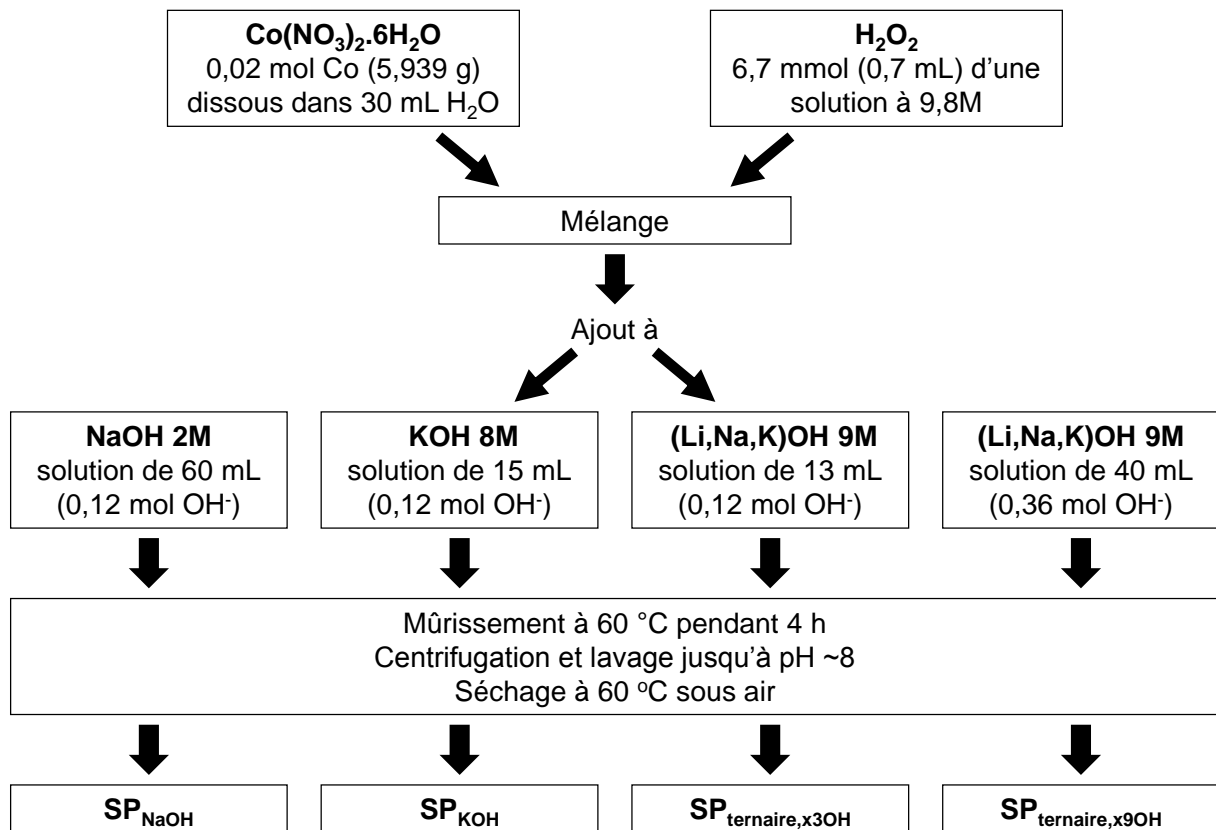 Co(NO₃)₂.6H₂O
0,02 mol Co (5,939 g)
dissous dans 30 mL H₂O
H₂O₂
6,7 mmol (0,7 mL) d’une
solution à 9,8M
Mélange
Ajout à
NaOH 2M
solution de 60 mL
(0,12 mol OH⁻)
KOH 8M
solution de 15 mL
(0,12 mol OH⁻)
(Li,Na,K)OH 9M
solution de 13 mL
(0,12 mol OH⁻)
(Li,Na,K)OH 9M
solution de 40 mL
(0,36 mol OH⁻)
Mûrissement à 60 °C pendant 4 h
Centrifugation et lavage jusqu’à pH ~8
Séchage à 60 ºC sous air
SP_NaOH
SP_KOH
SP_ternaire,x3OH
SP_ternaire,x9OH